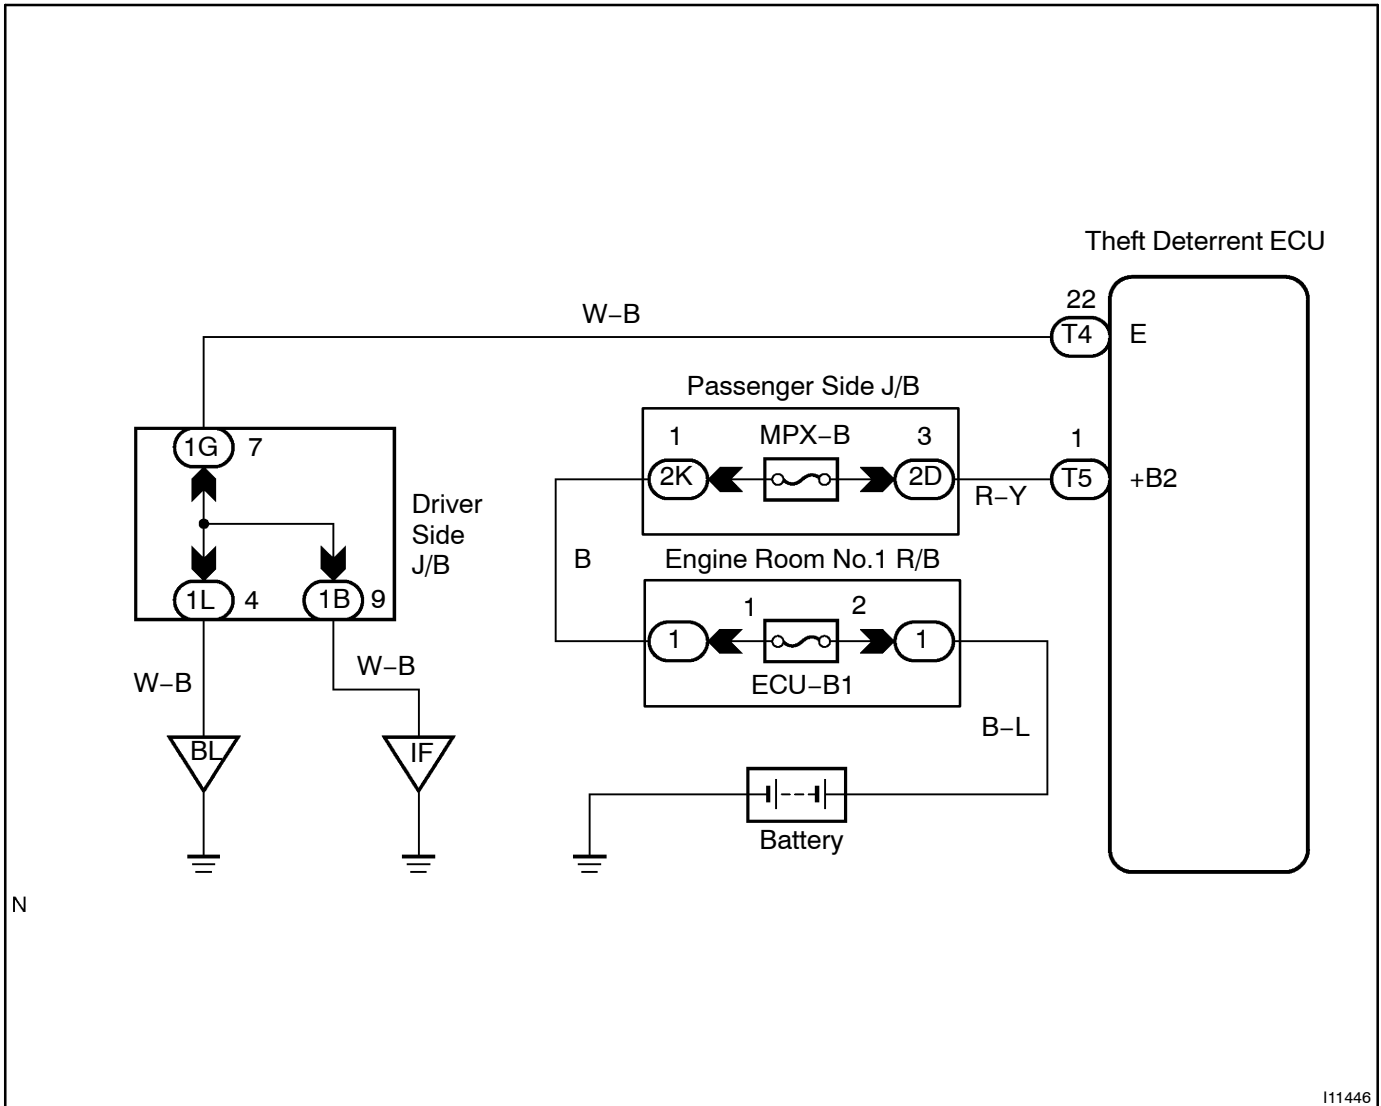 Theft Deterrent ECU
22
W−B
T4
E
Passenger Side J/B
1
MPX−B
3
1
1G
7
2K
2D
T5
+B2
R−Y
Driver
Side
J/B
B
Engine Room No.1 R/B
1L
4
1B
9
1
2
1
1
W−B
W−B
ECU−B1
B−L
BL
IF
Battery
N
I11446